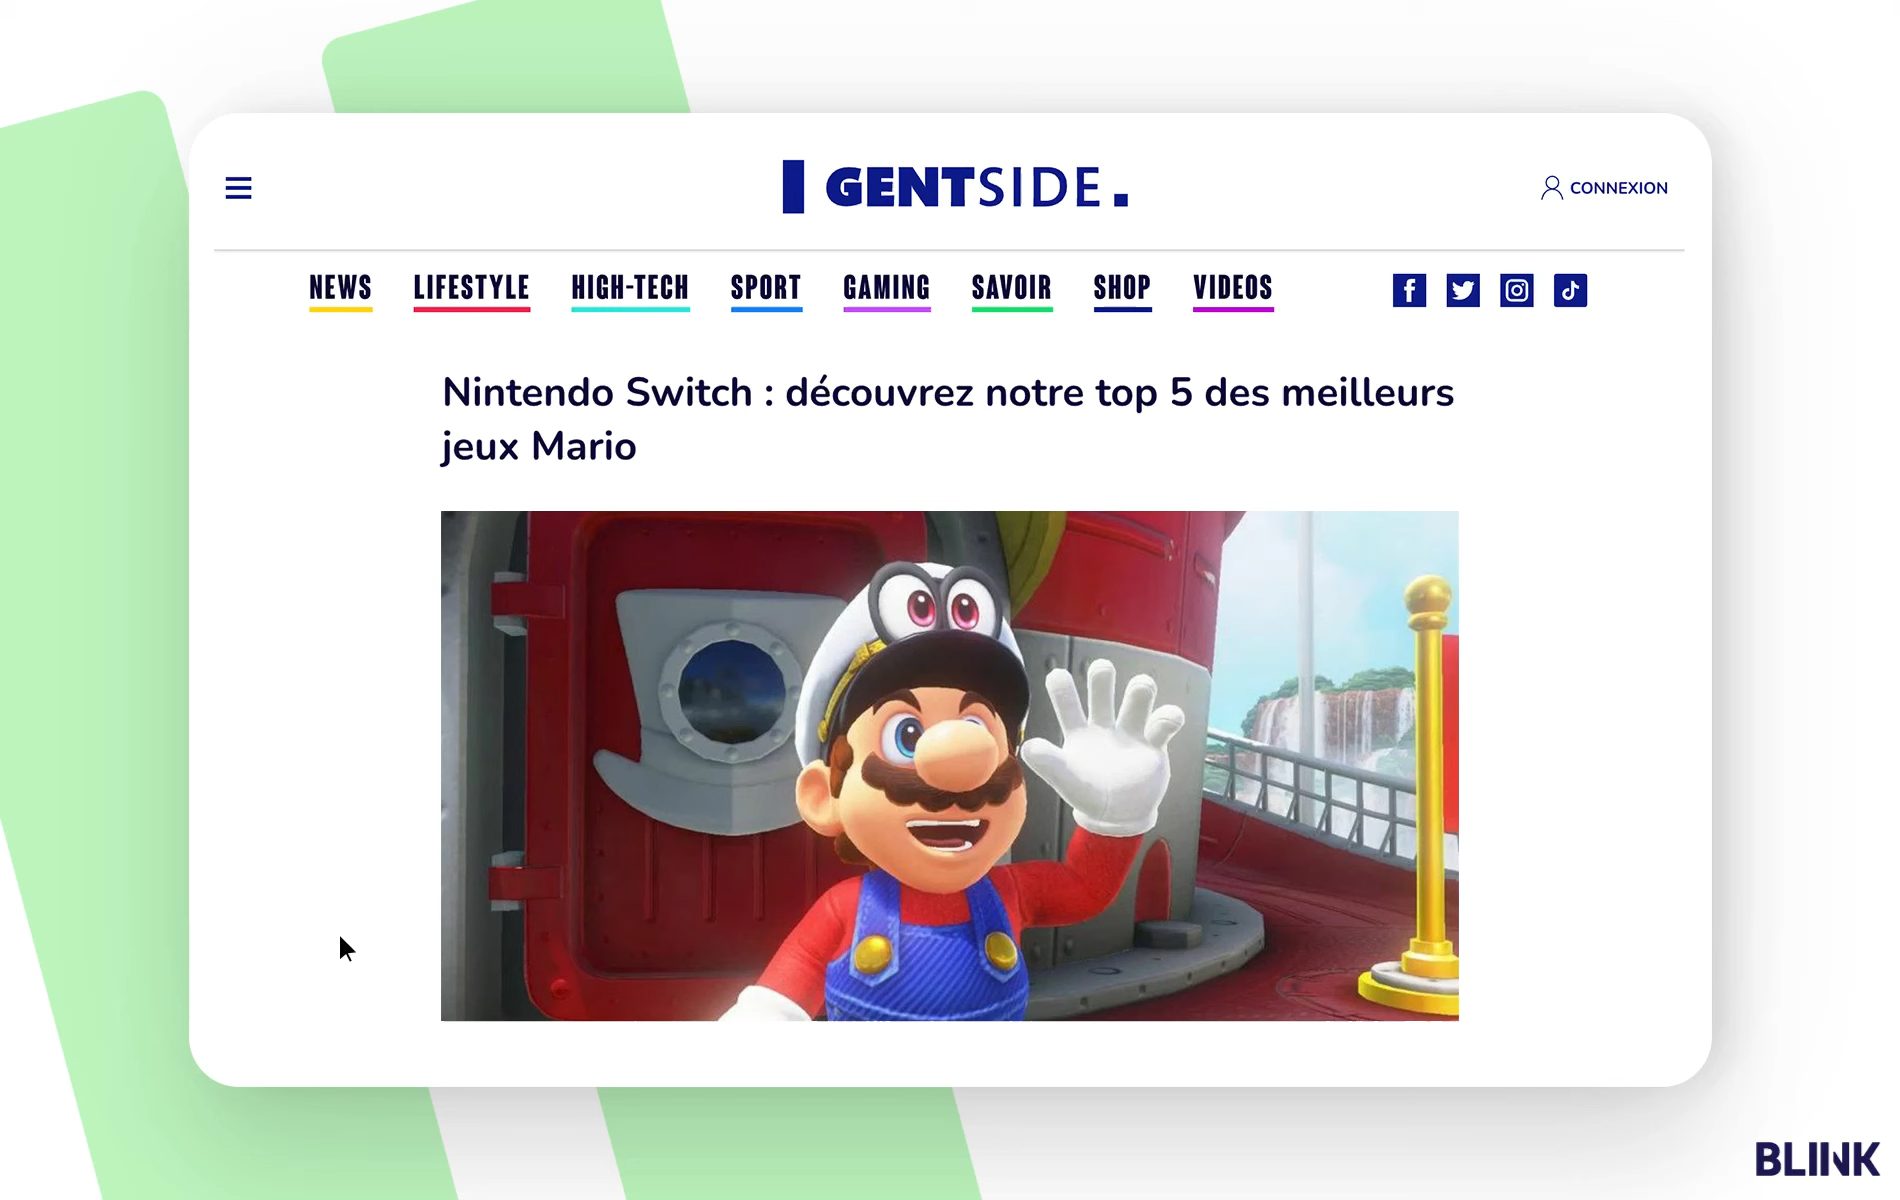 GENTSIDE.
CONNEXION
NEWS LIFESTYLE HIGH-TECH SPORT GAMING SAVOIR SHOP VIDEOS
Nintendo Switch : découvrez notre top 5 des meilleurs
jeux Mario
BLIINK